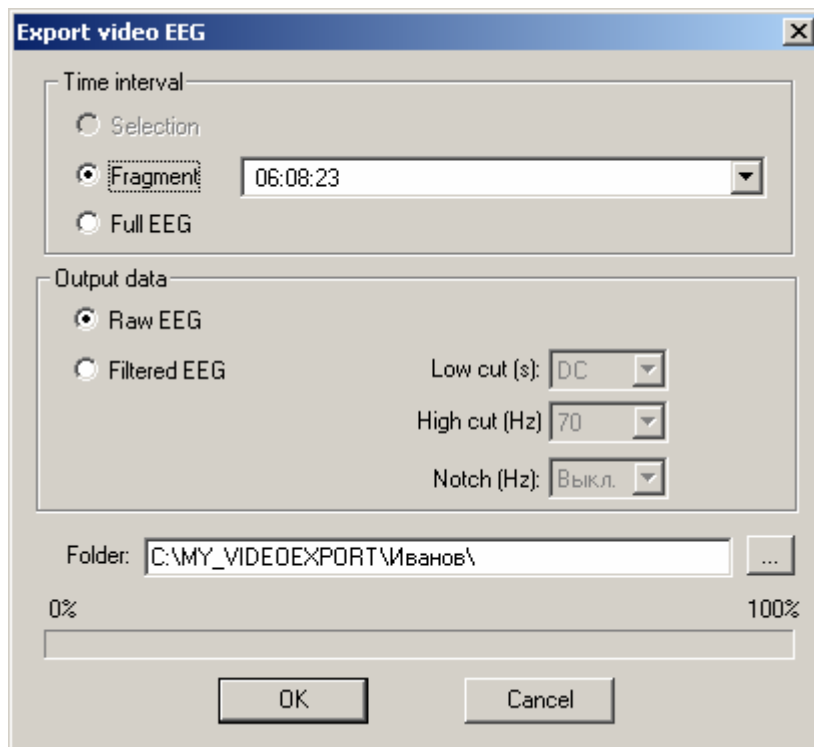 Export video EEG
Time interval
Selection
Fragment 06:08:23
Full EEG
Output data
Raw EEG
Filtered EEG Low cut (s): DC
High cut (Hz) 70
Notch (Hz): Выкл.
Folder: C:\MY_VIDEOEXPORT\Иванов\ ...
0% 100%
OK Cancel